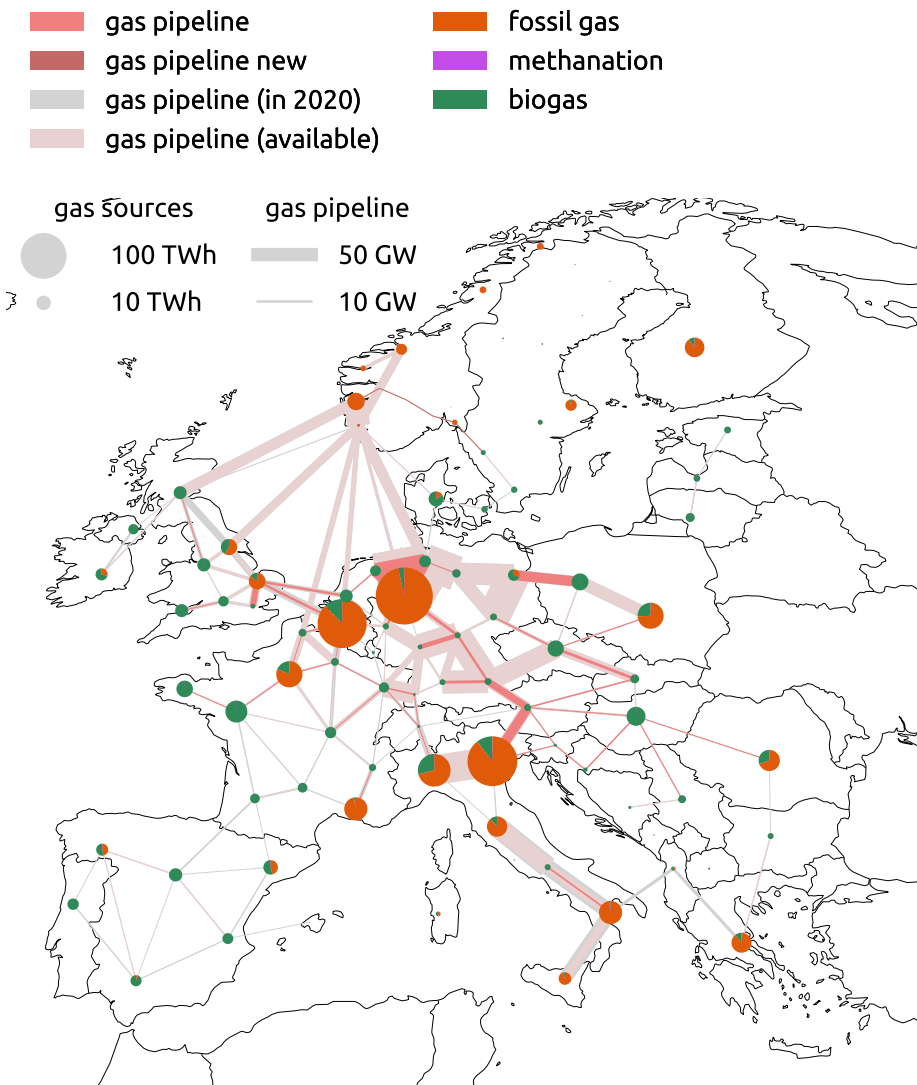 gas pipeline
gas pipeline new
gas pipeline (in 2020)
gas pipeline (available)
fossil gas
methanation
biogas
gas sources
100 TWh
10 TWh
gas pipeline
50 GW
10 GW